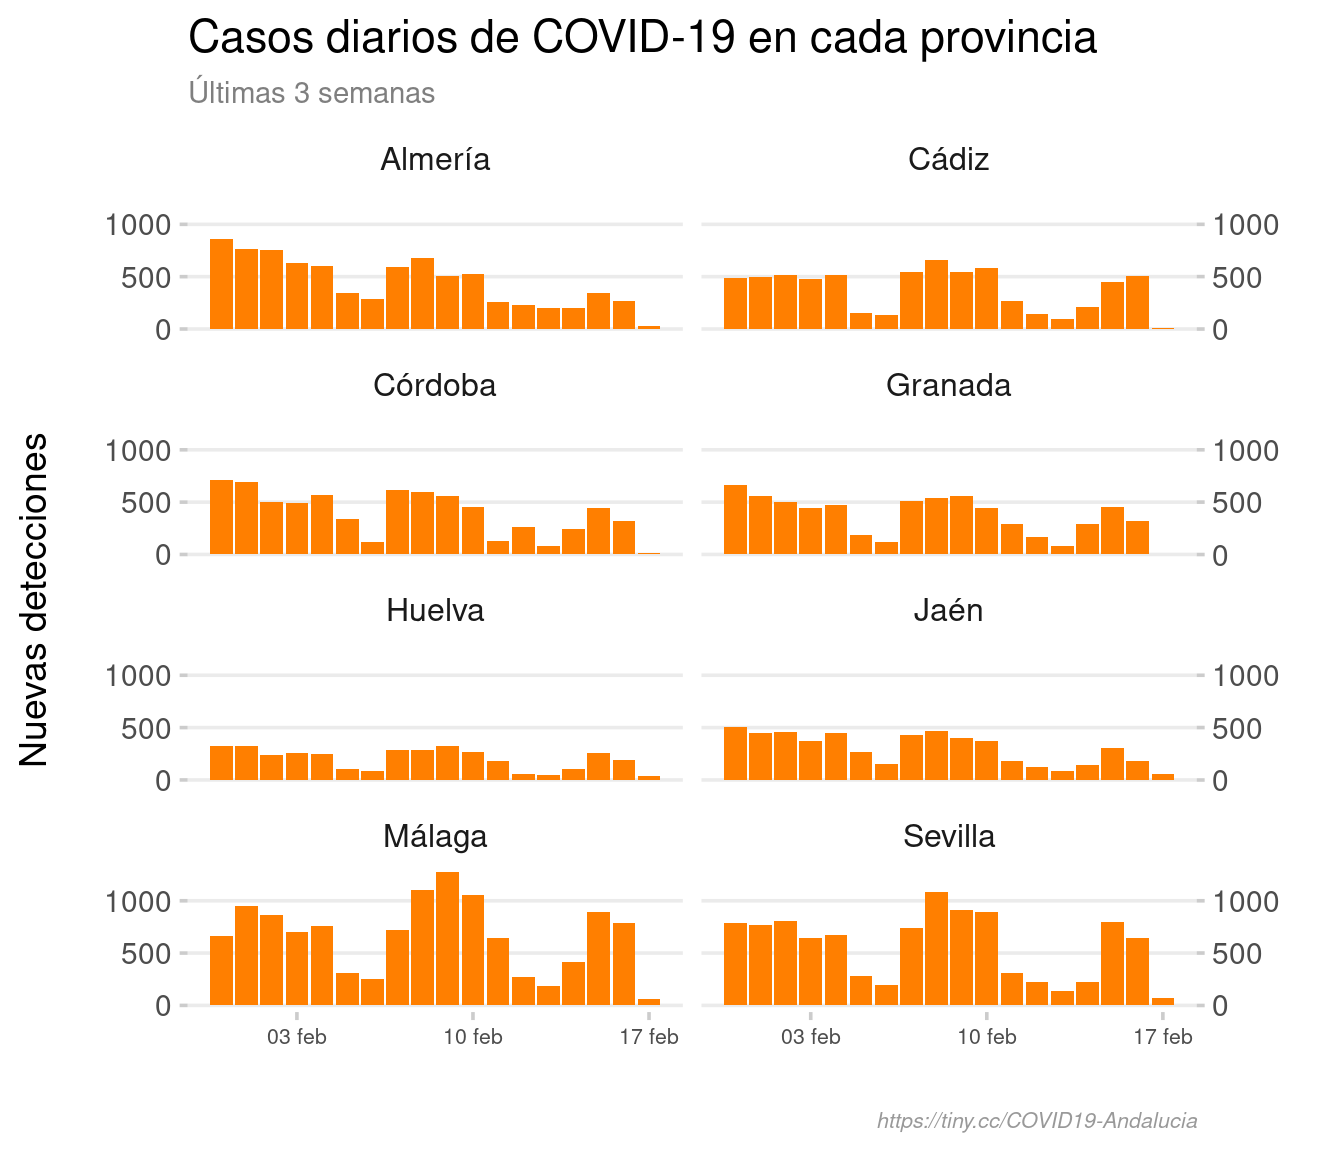 Casos diarios de COVID-19 en cada provincia
Últimas 3 semanas
Nuevas detecciones
Almería
Cádiz
1000
500
0
1000
500
0
Córdoba
Granada
1000
500
0
1000
500
0
Huelva
Jaén
1000
500
0
1000
500
0
Málaga
Sevilla
1000
500
0
1000
500
0
03 feb
10 feb
17 feb
03 feb
10 feb
17 feb
https://tiny.cc/COVID19-Andalucia